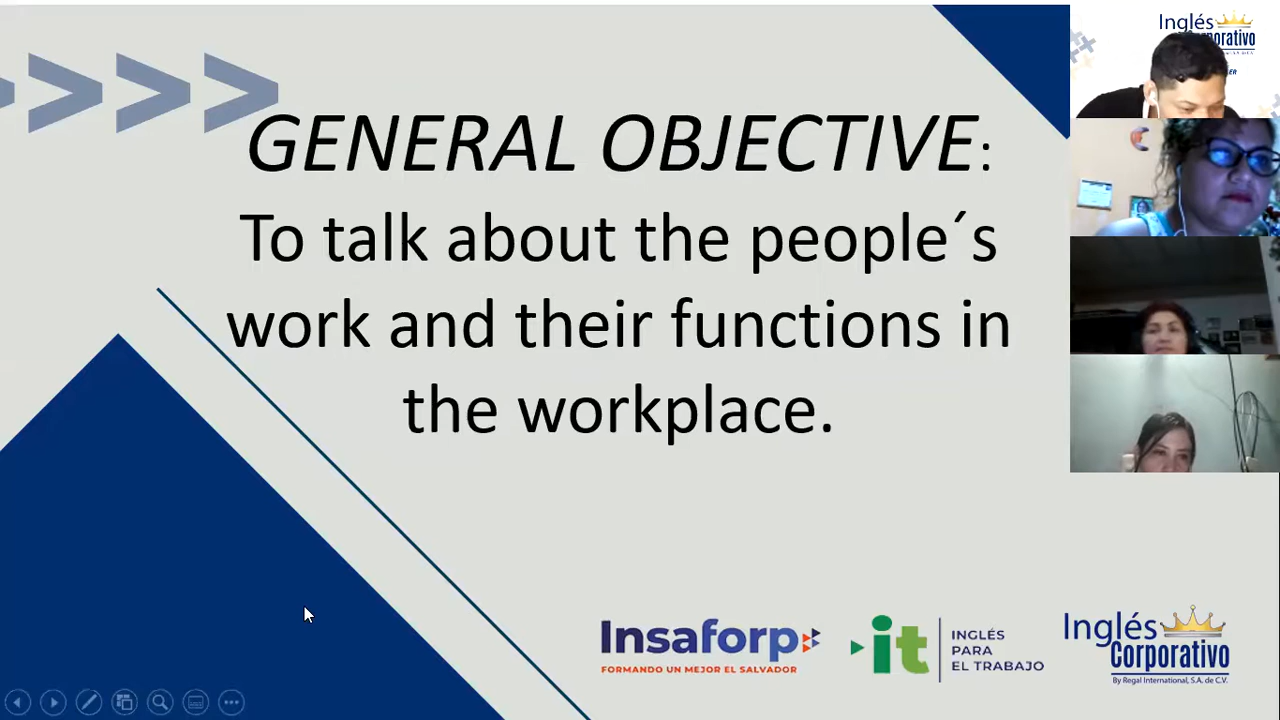 GENERAL OBJECTIVE:
To talk about the people´s
work and their functions in
the workplace.
Insaforp
FORMANDO UN MEJOR EL SALVADOR
it
INGLÉS
PARA
EL TRABAJO
Inglés
Corporativo
By Regal International, S.A. de C.V.
Inglés